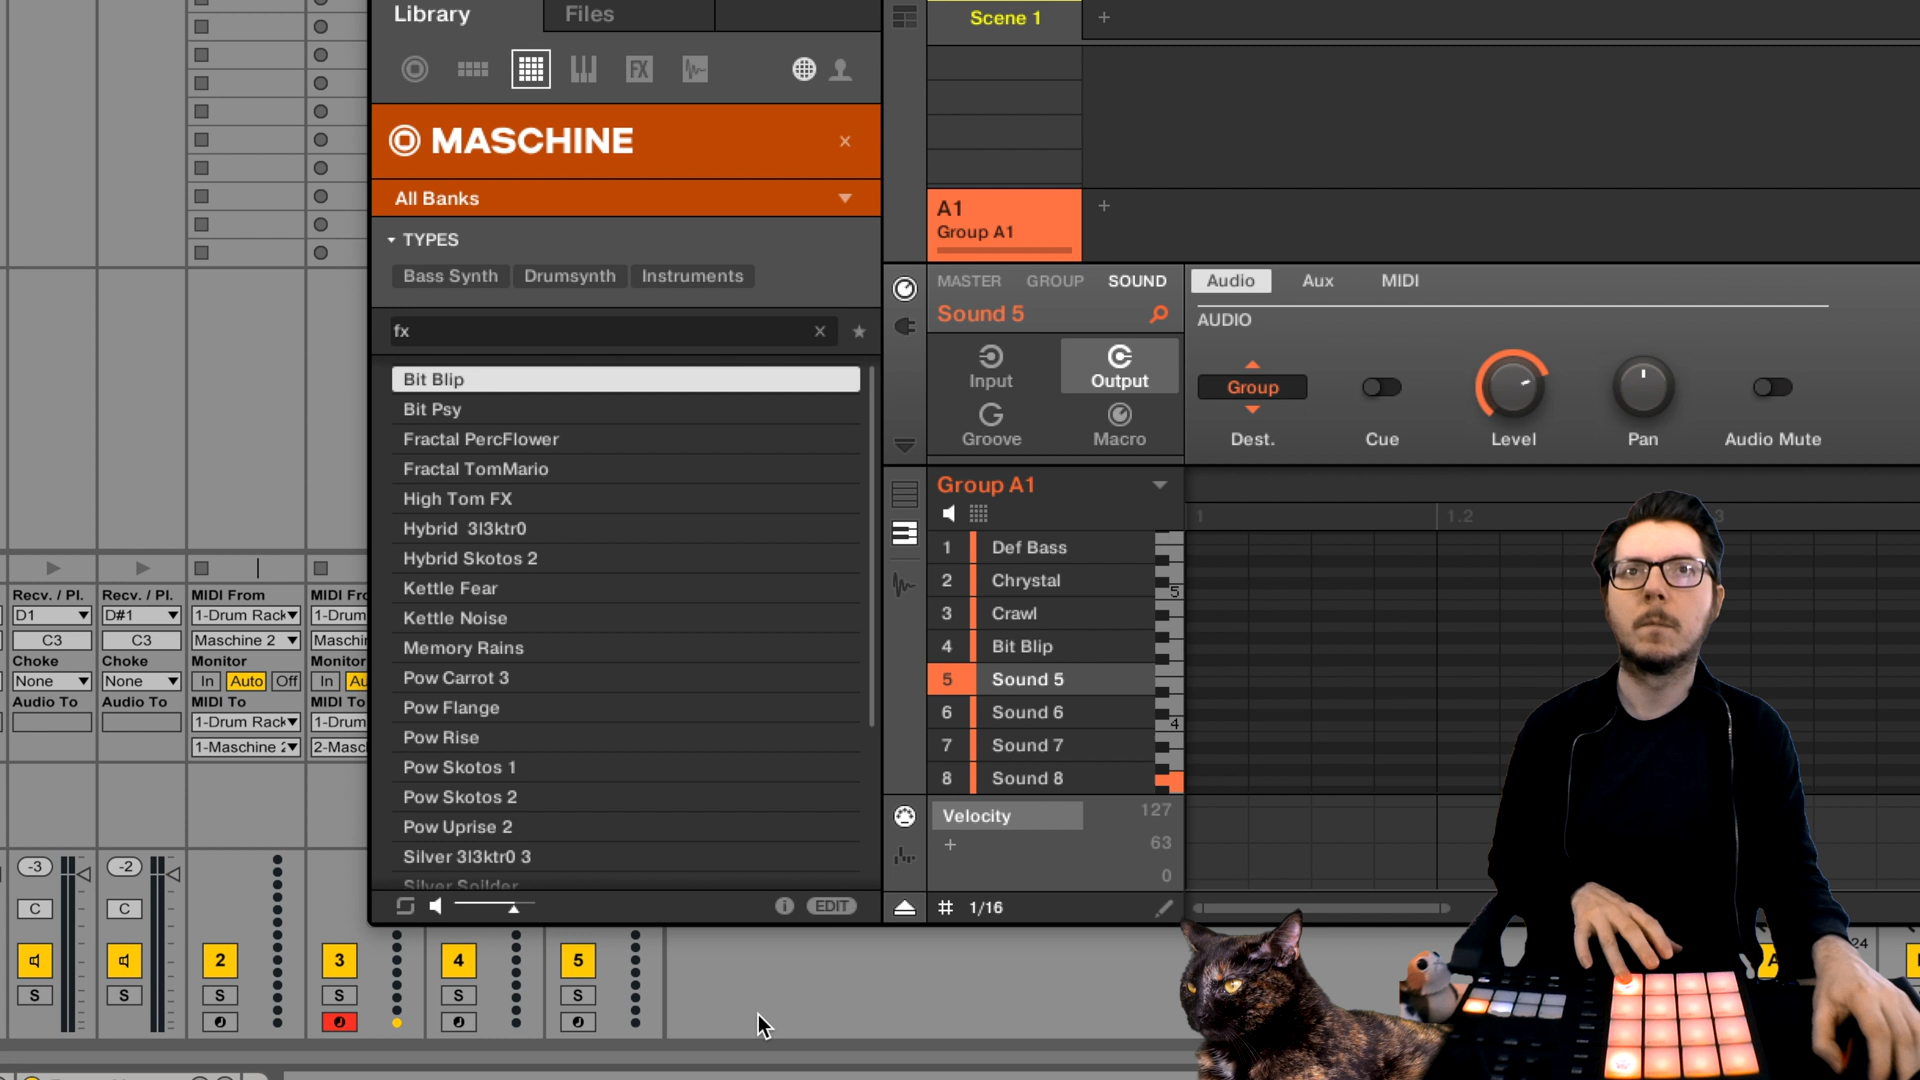 Library
Files
Scene 1
+
FX
MASCHINE
×
All Banks
TYPES
Bass Synth
Drumsynth
Instruments
fx
×
Bit Blip
Bit Psy
Fractal PercFlower
Fractal TomMario
High Tom FX
Hybrid  3l3ktr0
Hybrid Skotos 2
Kettle Fear
Kettle Noise
Memory Rains
Pow Carrot 3
Pow Flange
Pow Rise
Pow Skotos 1
Pow Skotos 2
Pow Uprise 2
Silver 3l3ktr0 3
EDIT
A1
Group A1
+
MASTER
GROUP
SOUND
Sound 5
Input
Output
Groove
Macro
Audio
Aux
MIDI
AUDIO
Group
Dest.
Cue
Level
Pan
Audio Mute
Group A1
1
1.2
3
1 Def Bass
2 Chrystal
3 Crawl
4 Bit Blip
5 Sound 5
6 Sound 6
7 Sound 7
8 Sound 8
5
4
Velocity
+
127
63
0
# 1/16
Recv. / Pl.
D1
C3
Choke
None
Audio To
Recv. / Pl.
D#1
C3
Choke
None
Audio To
MIDI From
1-Drum Rack
Maschine 2
Monitor
In Auto Off
MIDI To
1-Drum Rack
1-Maschine 2
-3
C
S
-2
C
S
2
S
3
S
4
S
5
S
24